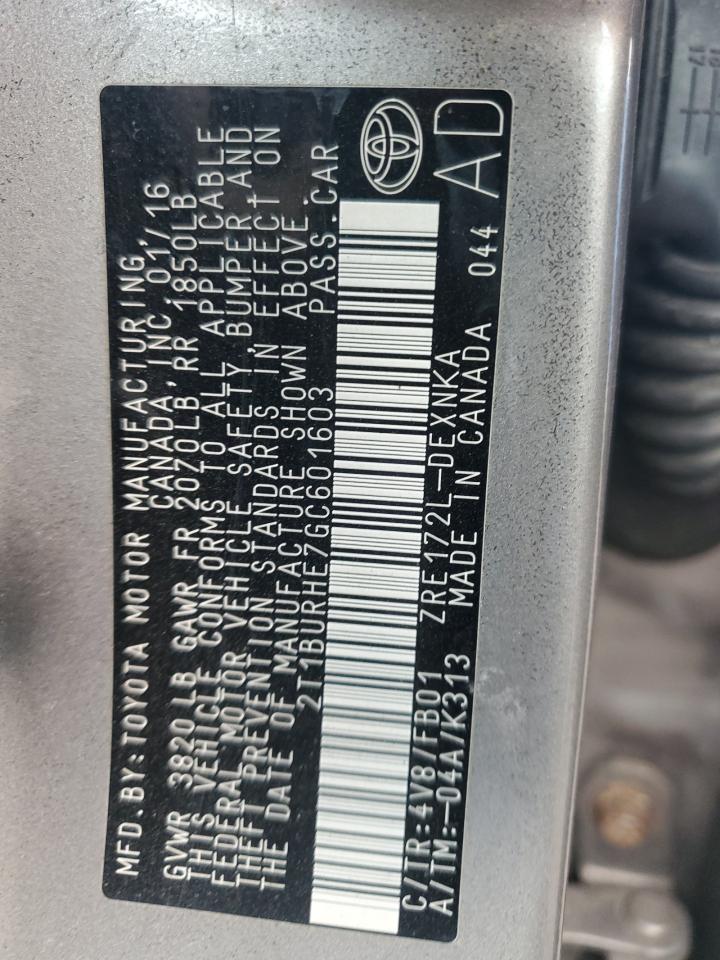 MFD.BY:TOYOTA MOTOR MANUFACTURING,
CANADA,INC.01/16
GVWR 3820LB GAWR FR 2070LB,RR 1850LB
THIS VEHICLE CONFORMS TO ALL APPLICABLE
FEDERAL MOTOR VEHICLE SAFETY, BUMPER,AND
THEFT PREVENTION STANDARDS IN EFFECT ON
THE DATE OF MANUFACTURE SHOWN ABOVE.
2T1BURHE7GC601603 PASS.CAR
C/TR:4V8/FB01 ZRE172L-DEXNKA 044
A/TM:-04A/K313 MADE IN CANADA AD